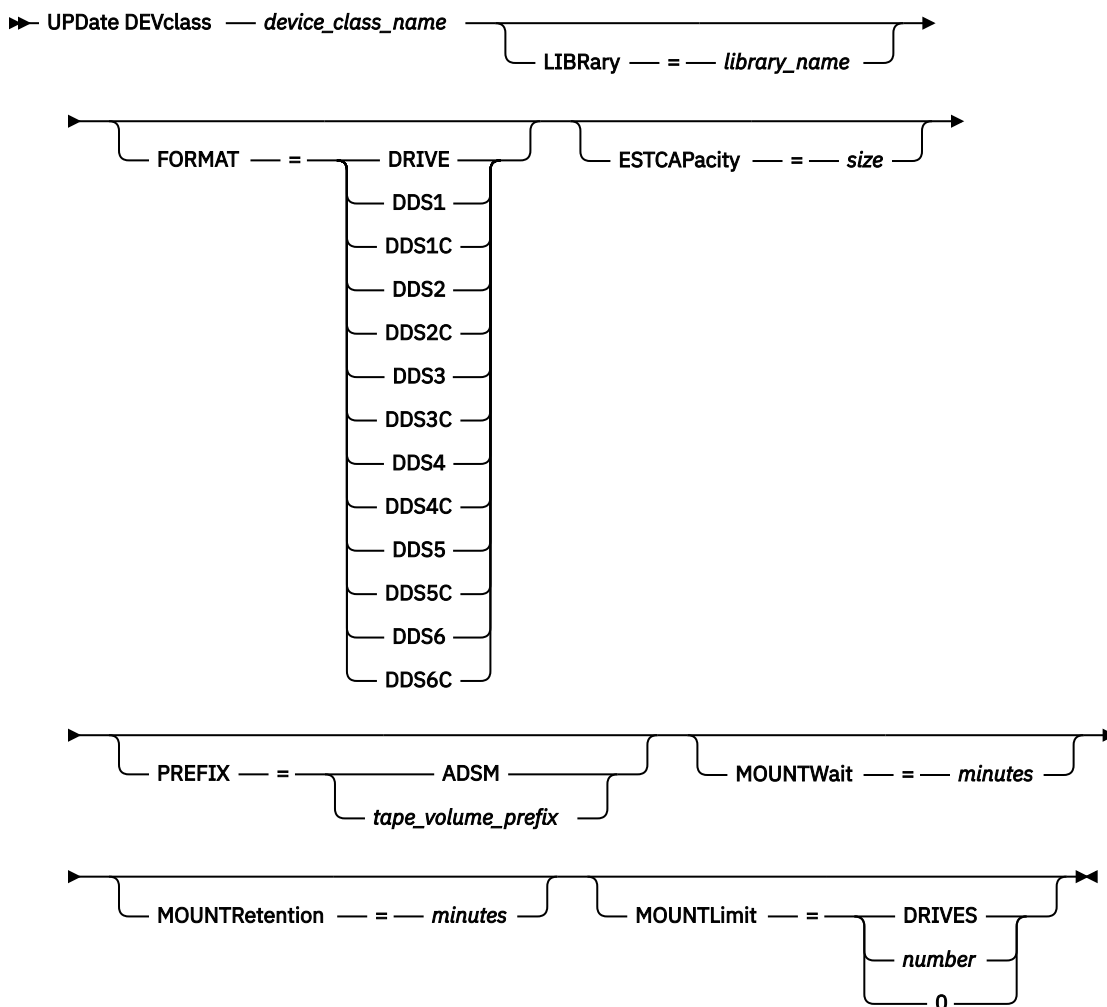 UPDate DEVclass device_class_name
LIBRary = library_name
FORMAT = DRIVE
DDS1
DDS1C
DDS2
DDS2C
DDS3
DDS3C
DDS4
DDS4C
DDS5
DDS5C
DDS6
DDS6C
ESTCAPacity = size
PREFIX = ADSM
tape_volume_prefix
MOUNTWait = minutes
MOUNTRetention = minutes
MOUNTLimit = DRIVES
number
0